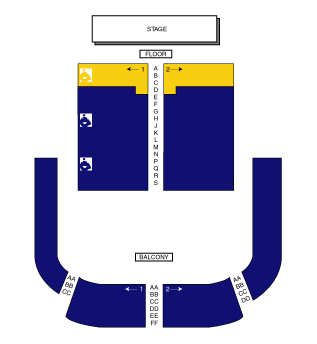 STAGE
FLOOR
1 A 2
B
C
D
E
F
G
H
J
K
L
M
N
P
Q
R
S
BALCONY
AA
BB
CC
AA
BB
CC
DD
1 AA 2
BB
CC
DD
EE
FF